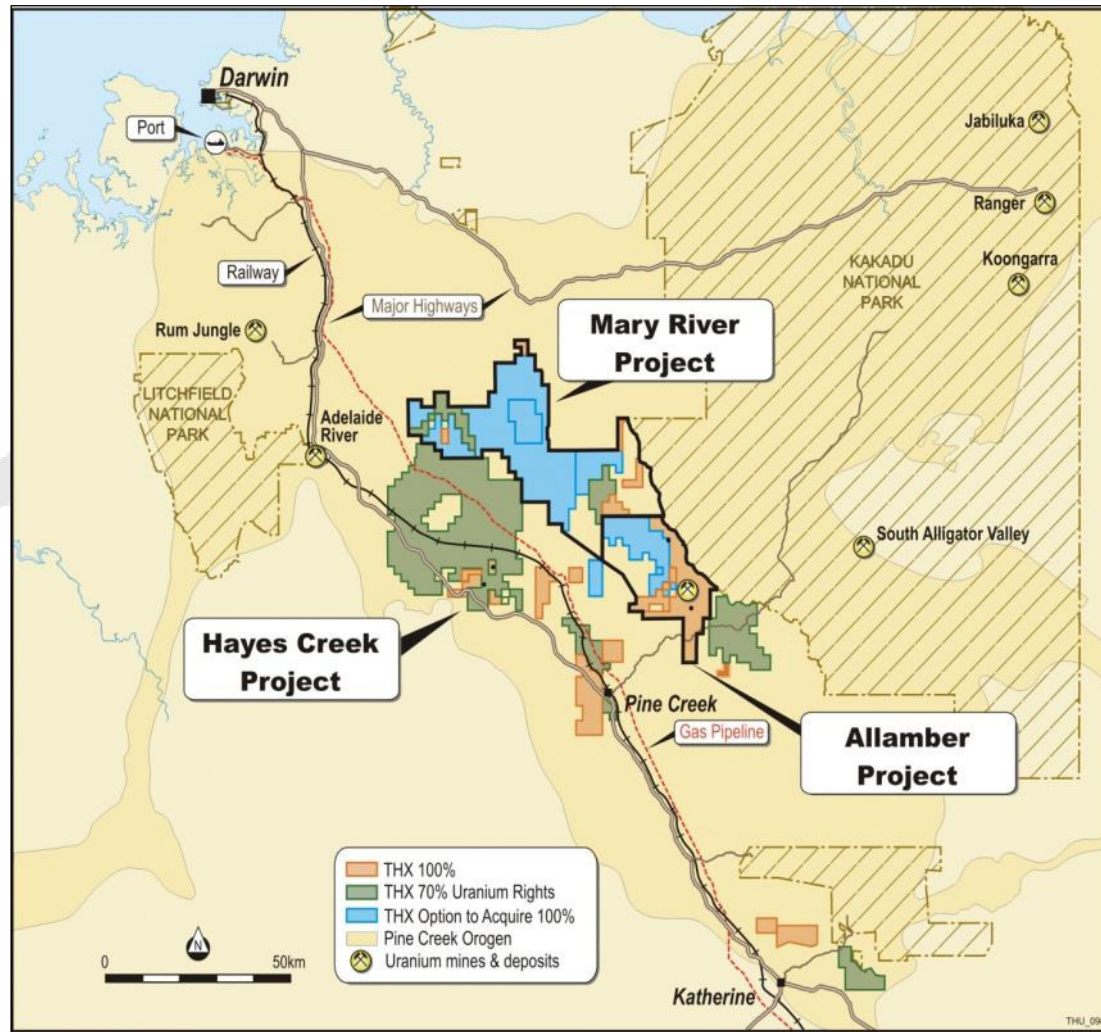 Darwin
Port
Jabiluka
Ranger
Koongarra
KAKADU
NATIONAL
PARK
Railway
Major Highways
Rum Jungle
Mary River
Project
LITCHFIELD
NATIONAL
PARK
Adelaide
River
South Alligator Valley
Hayes Creek
Project
Pine Creek
Gas Pipeline
Allamber
Project
THX 100%
THX 70% Uranium Rights
THX Option to Acquire 100%
Pine Creek Orogen
Uranium mines & deposits
N
0 50km
Katherine